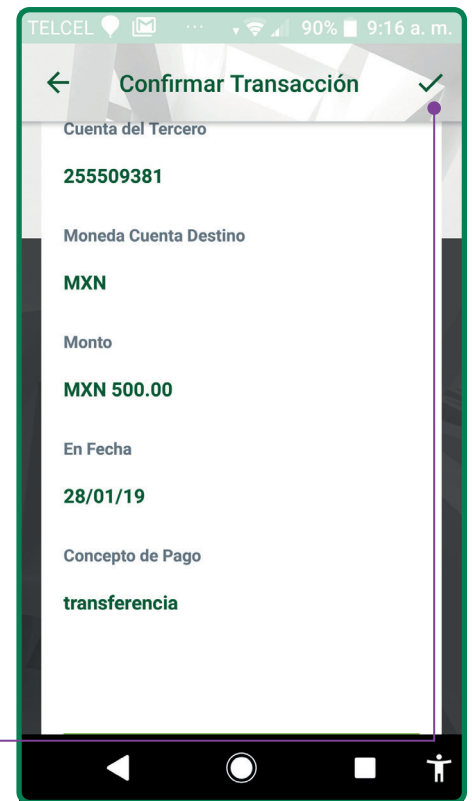 TELCEL 90% 9:16 a. m.
Confirmar Transacción
Cuenta del Tercero
255509381
Moneda Cuenta Destino
MXN
Monto
MXN 500.00
En Fecha
28/01/19
Concepto de Pago
transferencia